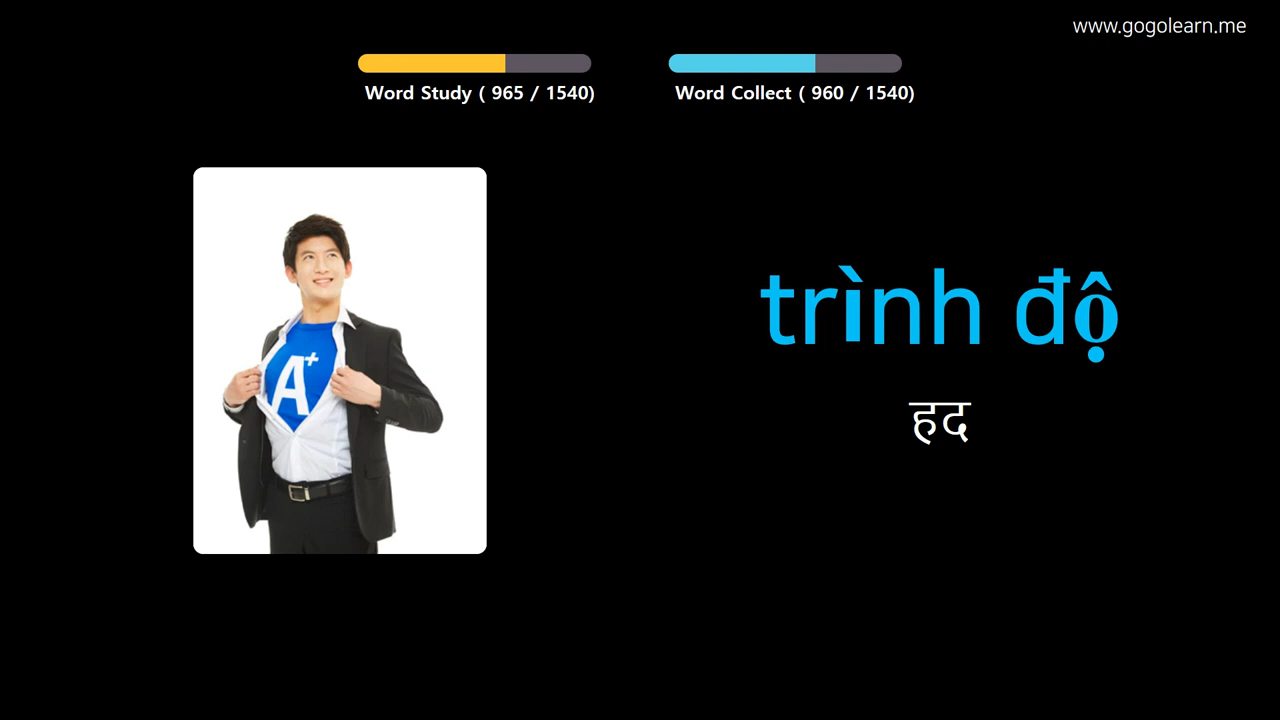 www.gogolearn.me
Word Study ( 965 / 1540)
Word Collect ( 960 / 1540)
A+
trình độ
हद